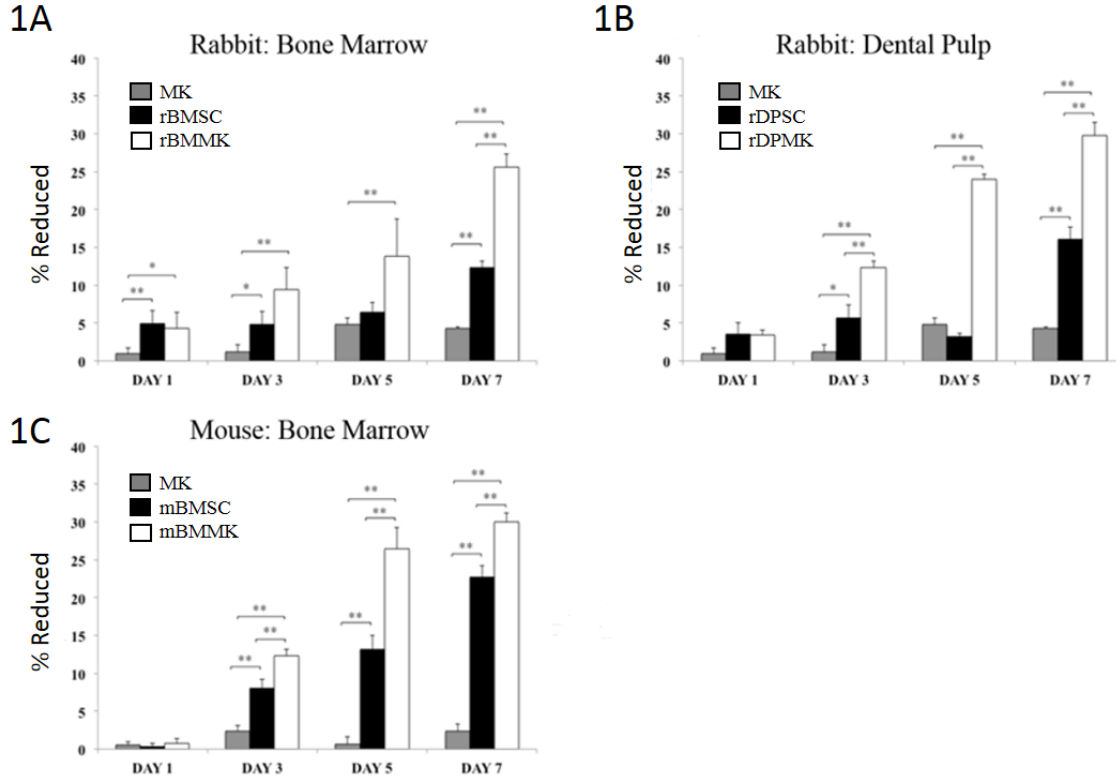 1A
Rabbit: Bone Marrow
% Reduced
40
35
30
25
20
15
10
5
0
MK
rBMSC
rBMMK
*
**
*
**
**
**
**
**
DAY 1
DAY 3
DAY 5
DAY 7
1B
Rabbit: Dental Pulp
% Reduced
40
35
30
25
20
15
10
5
0
MK
rDPSC
rDPMK
*
**
**
**
**
**
**
**
DAY 1
DAY 3
DAY 5
DAY 7
1C
Mouse: Bone Marrow
% Reduced
40
35
30
25
20
15
10
5
0
MK
mBMSC
mBMMK
**
**
**
**
**
**
**
**
**
DAY 1
DAY 3
DAY 5
DAY 7